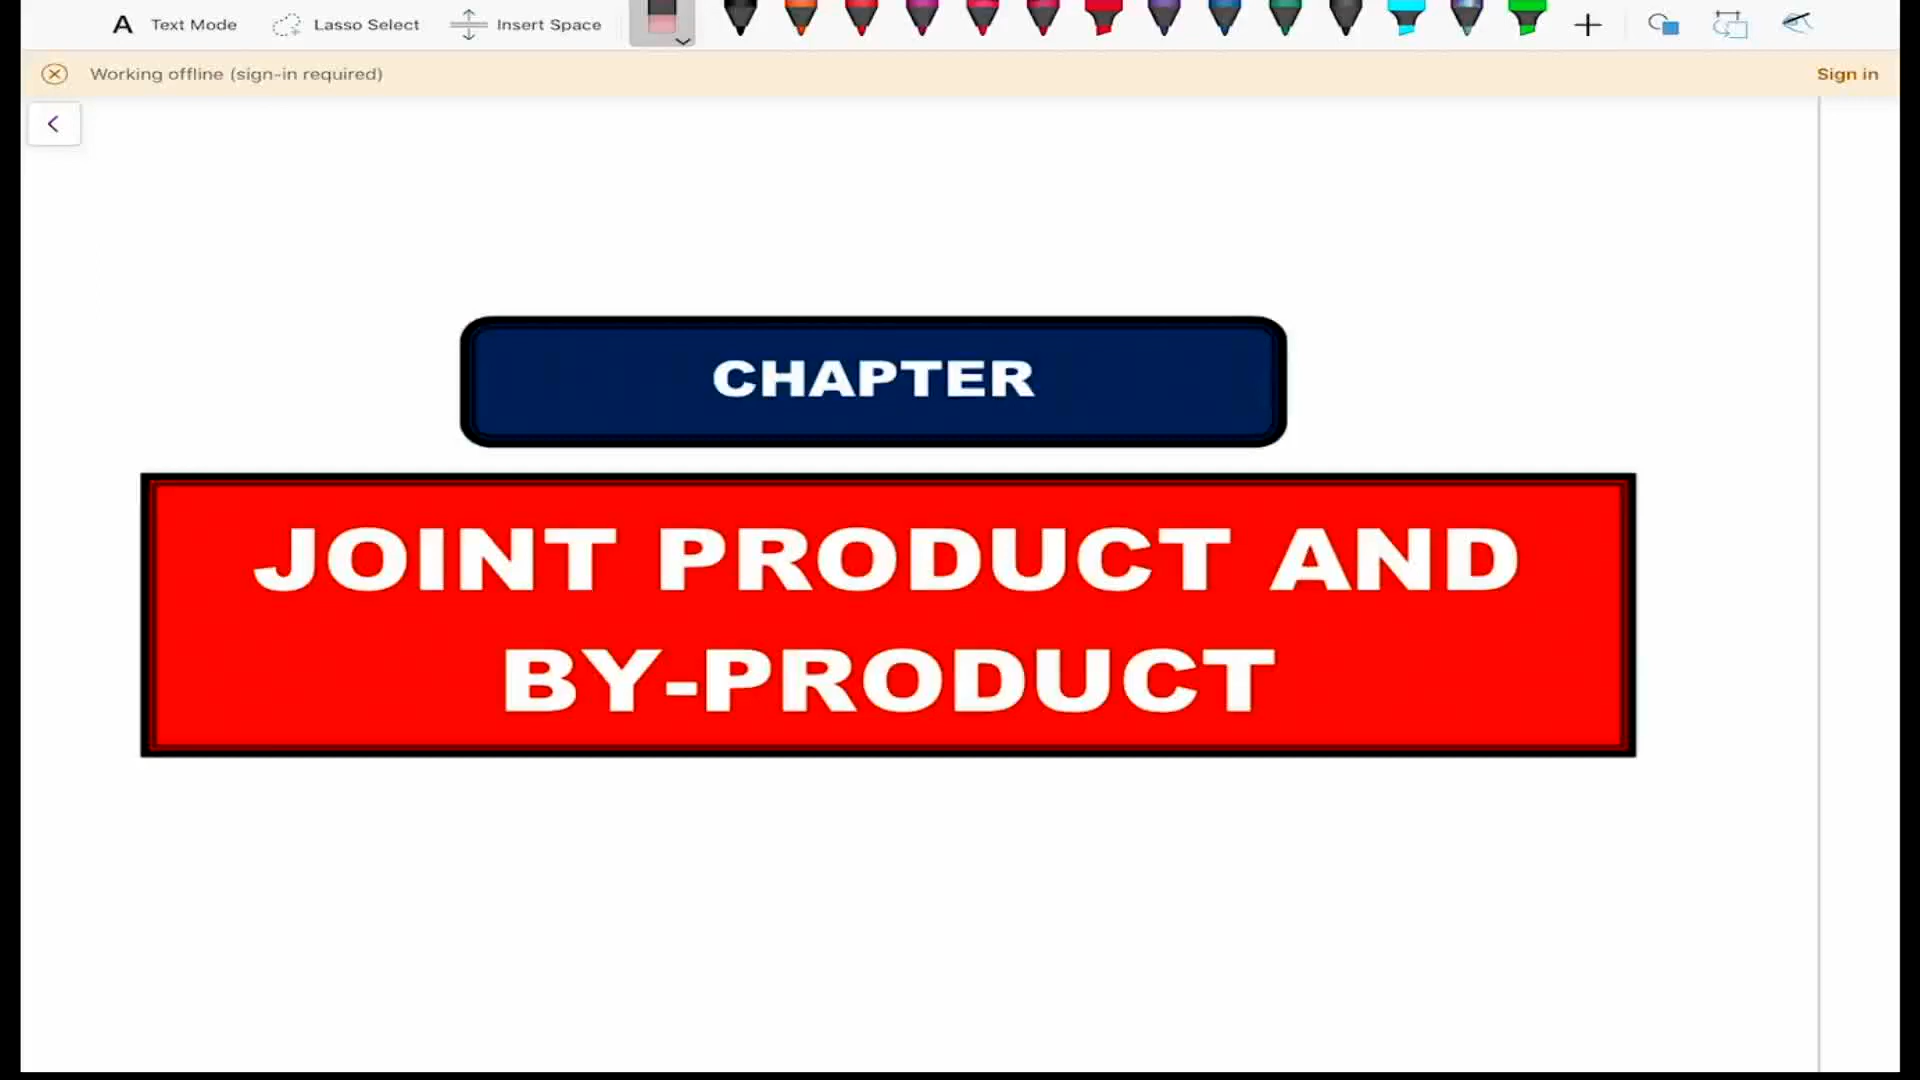 A Text Mode Lasso Select Insert Space
Working offline (sign-in required) Sign in
CHAPTER
JOINT PRODUCT AND
BY-PRODUCT